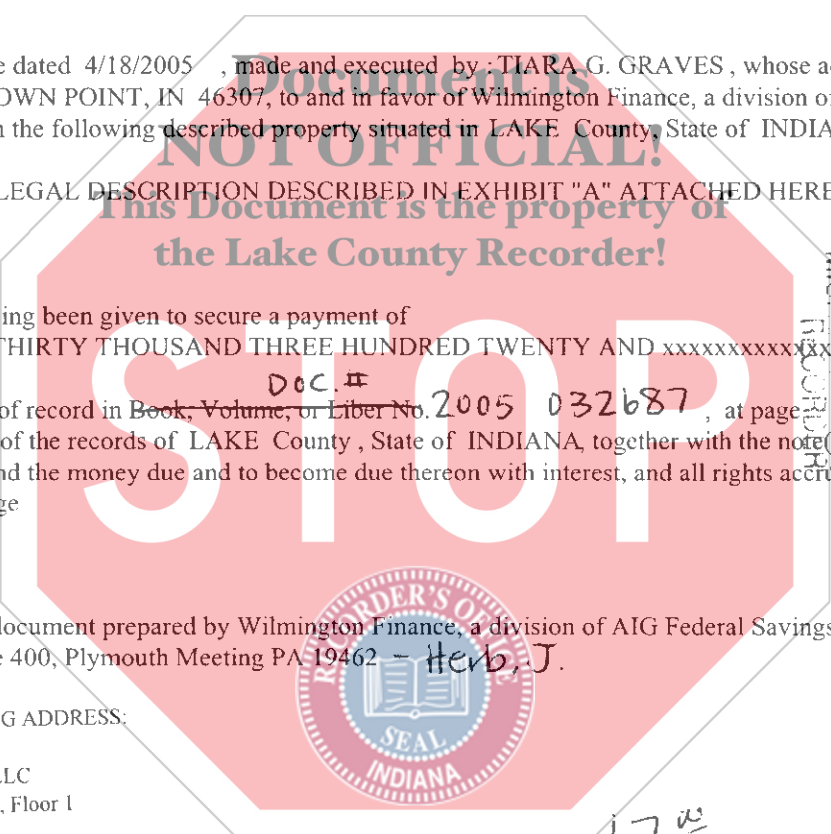 e dated 4/18/2005 , made and executed by : TIARA G. GRAVES , whose a
OWN POINT, IN 46307, to and in favor of Wilmington Finance, a division o
n the following described property situated in LAKE County, State of INDIA
Document is
NOT OFFICIAL!
LEGAL DESCRIPTION DESCRIBED IN EXHIBIT "A" ATTACHED HERE
This Document is the property of
the Lake County Recorder!
ing been given to secure a payment of
THIRTY THOUSAND THREE HUNDRED TWENTY AND xxxxxxxxxxxxxx
DOC. #
of record in Book, Volume, or Liber No. 2005 032687 , at page
of the records of LAKE County , State of INDIANA, together with the note(
nd the money due and to become due thereon with interest, and all rights accru
ge
RECORDER
STOP
document prepared by Wilmington Finance, a division of AIG Federal Savings
e 400, Plymouth Meeting PA 19462 - Herb, J.
RECORDER'S OFFICE
SEAL
INDIANA
G ADDRESS:
LLC
, Floor 1